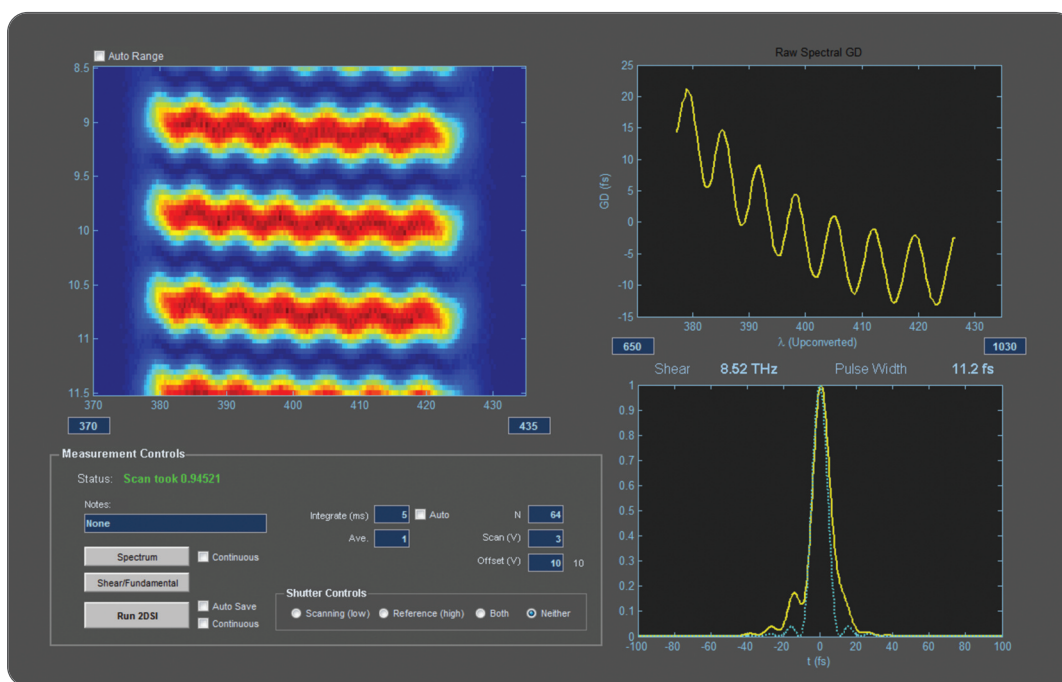 Auto Range
8.5
9
9.5
10
10.5
11
11.5
370
380
390
400
410
420
430
370
435
Raw Spectral GD
25
20
15
10
5
0
-5
-10
-15
GD (fs)
380
390
400
410
420
430
λ (Upconverted)
650
1030
Shear 8.52 THz Pulse Width 11.2 fs
1
0.9
0.8
0.7
0.6
0.5
0.4
0.3
0.2
0.1
0
-100 -80 -60 -40 -20 0 20 40 60 80 100
t (fs)
Measurement Controls
Status: Scan took 0.94521
Notes:
None
Integrate (ms) 5 Auto
Ave. 1
N 64
Scan (V) 3
Offset (V) 10 10
Spectrum Continuous
Shear/Fundamental
Run 2DSI
Auto Save
Continuous
Shutter Controls
Scanning (low) Reference (high) Both Neither